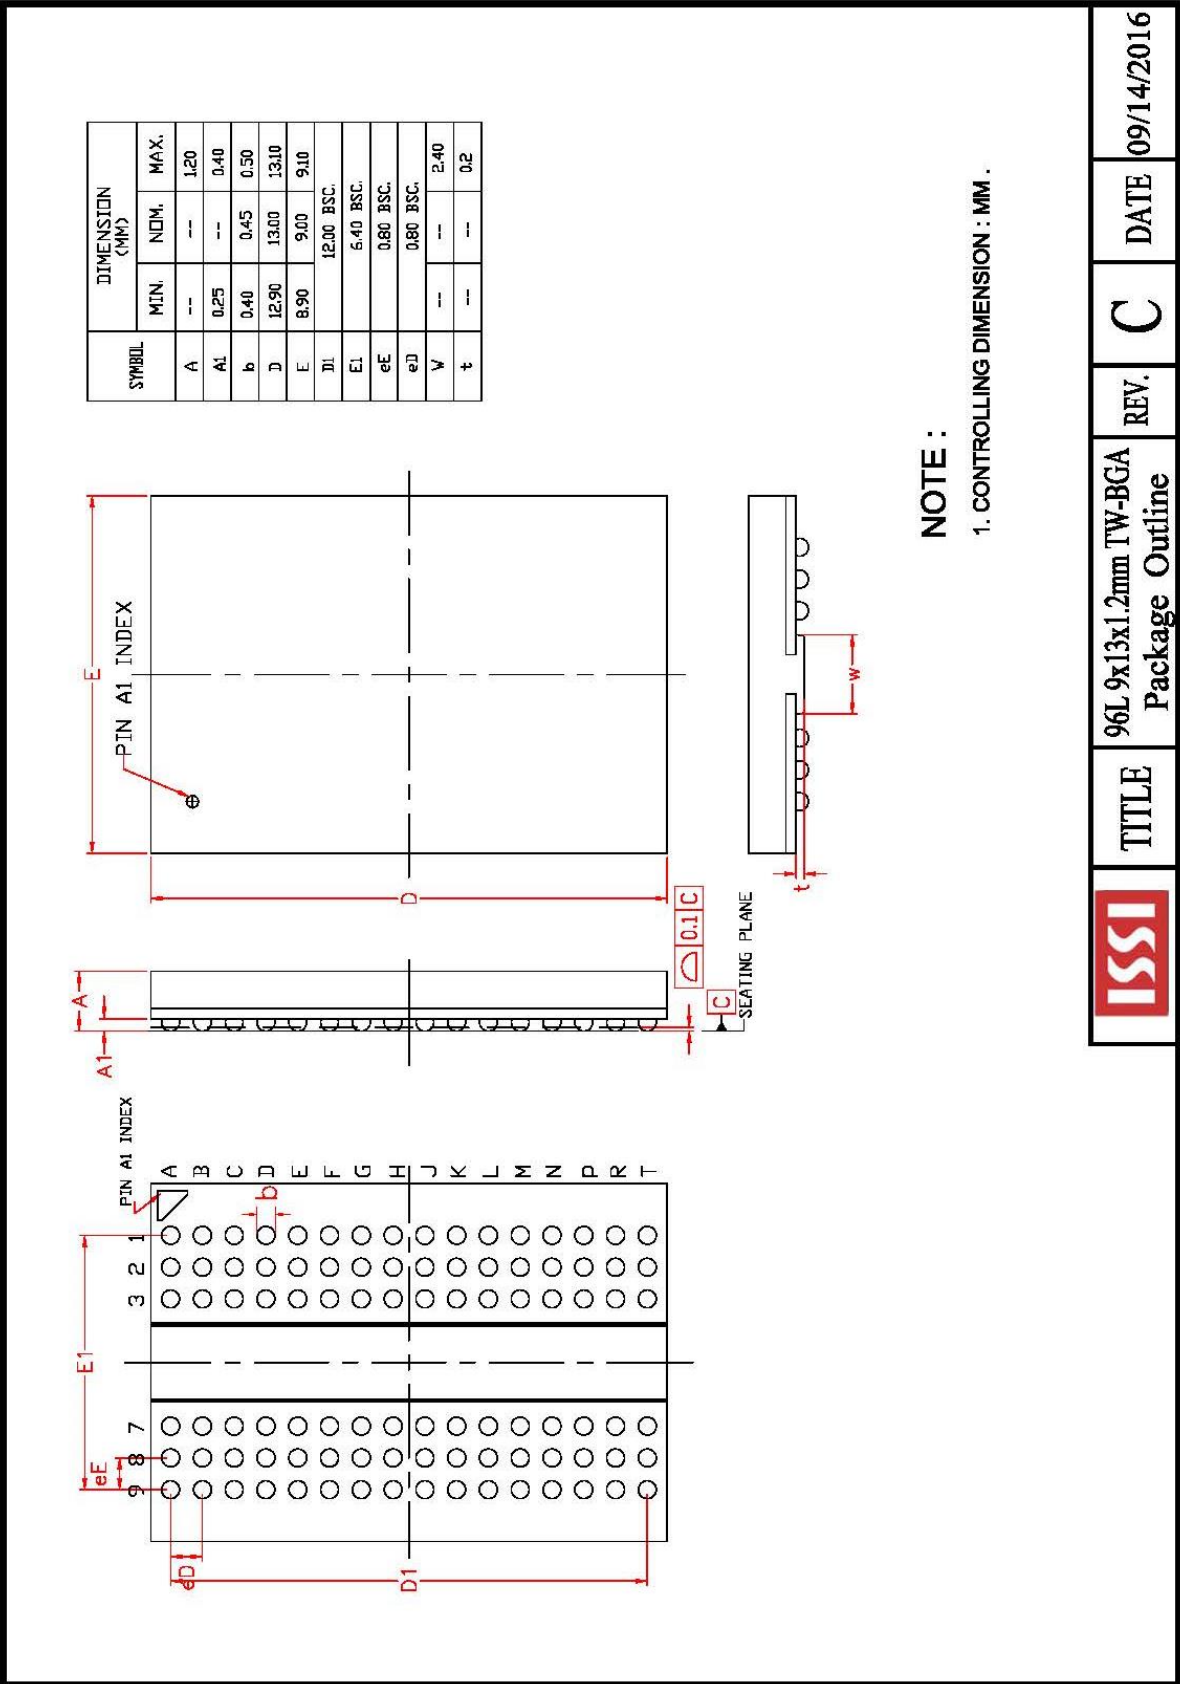 E1
eE
9 8 7 3 2 1
PIN A1 INDEX
A
B
C
D
E
F
G
H
J
K
L
M
N
P
R
T
b
eD
D1
A
A1
0.1 C
C
SEATING PLANE
E
PIN A1 INDEX
D
t
W
SYMBOL DIMENSION
(MM)
MIN. NOM. MAX.
A -- -- 1.20
A1 0.25 -- 0.40
b 0.40 0.45 0.50
D 12.90 13.00 13.10
E 8.90 9.00 9.10
D1 12.00 BSC.
E1 6.40 BSC.
eE 0.80 BSC.
eD 0.80 BSC.
W -- -- 2.40
t -- -- 0.2
NOTE :
1. CONTROLLING DIMENSION : MM .
ISSI TITLE 96L 9x13x1.2mm TW-BGA
Package Outline
REV. C DATE 09/14/2016